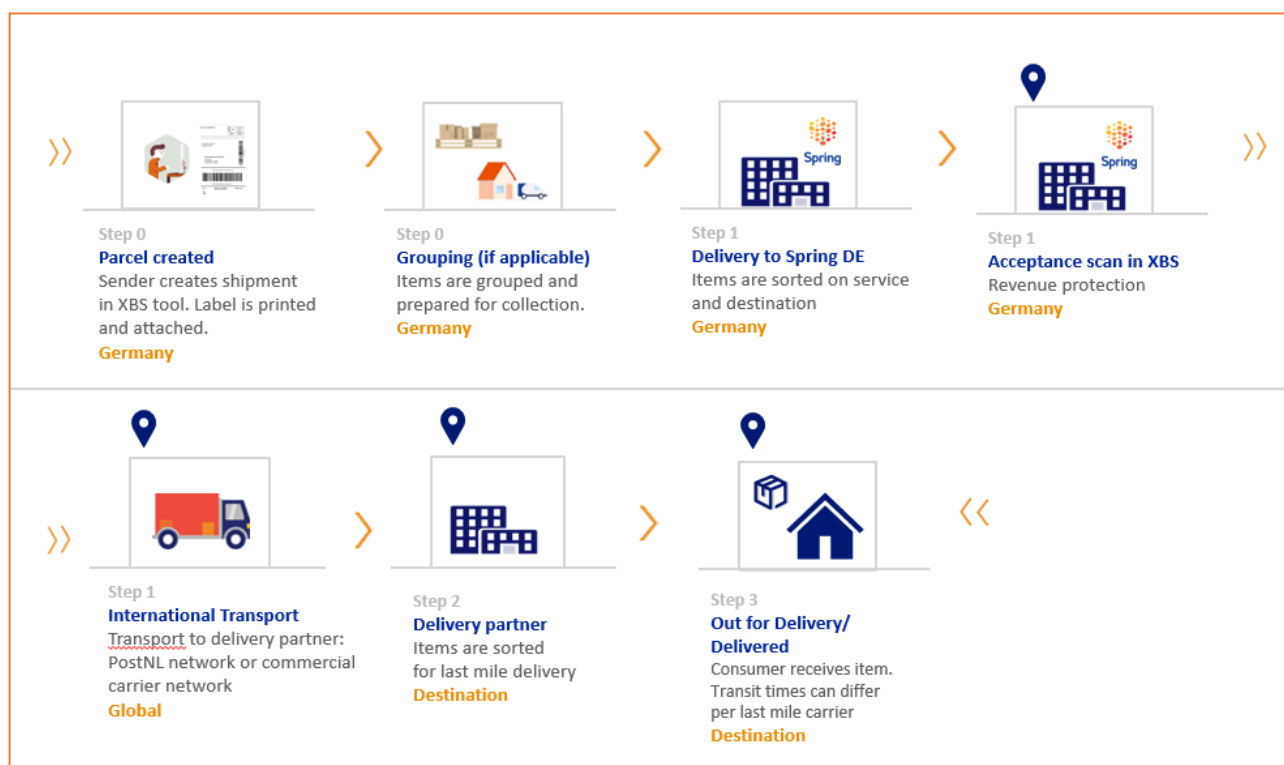 Step 0
Parcel created
Sender creates shipment
in XBS tool. Label is printed
and attached.
Germany
Step 0
Grouping (if applicable)
Items are grouped and
prepared for collection.
Germany
Spring
Step 1
Delivery to Spring DE
Items are sorted on service
and destination
Germany
Spring
Step 1
Acceptance scan in XBS
Revenue protection
Germany
Step 1
International Transport
Transport to delivery partner:
PostNL network or commercial
carrier network
Global
Step 2
Delivery partner
Items are sorted
for last mile delivery
Destination
Step 3
Out for Delivery/
Delivered
Consumer receives item.
Transit times can differ
per last mile carrier
Destination